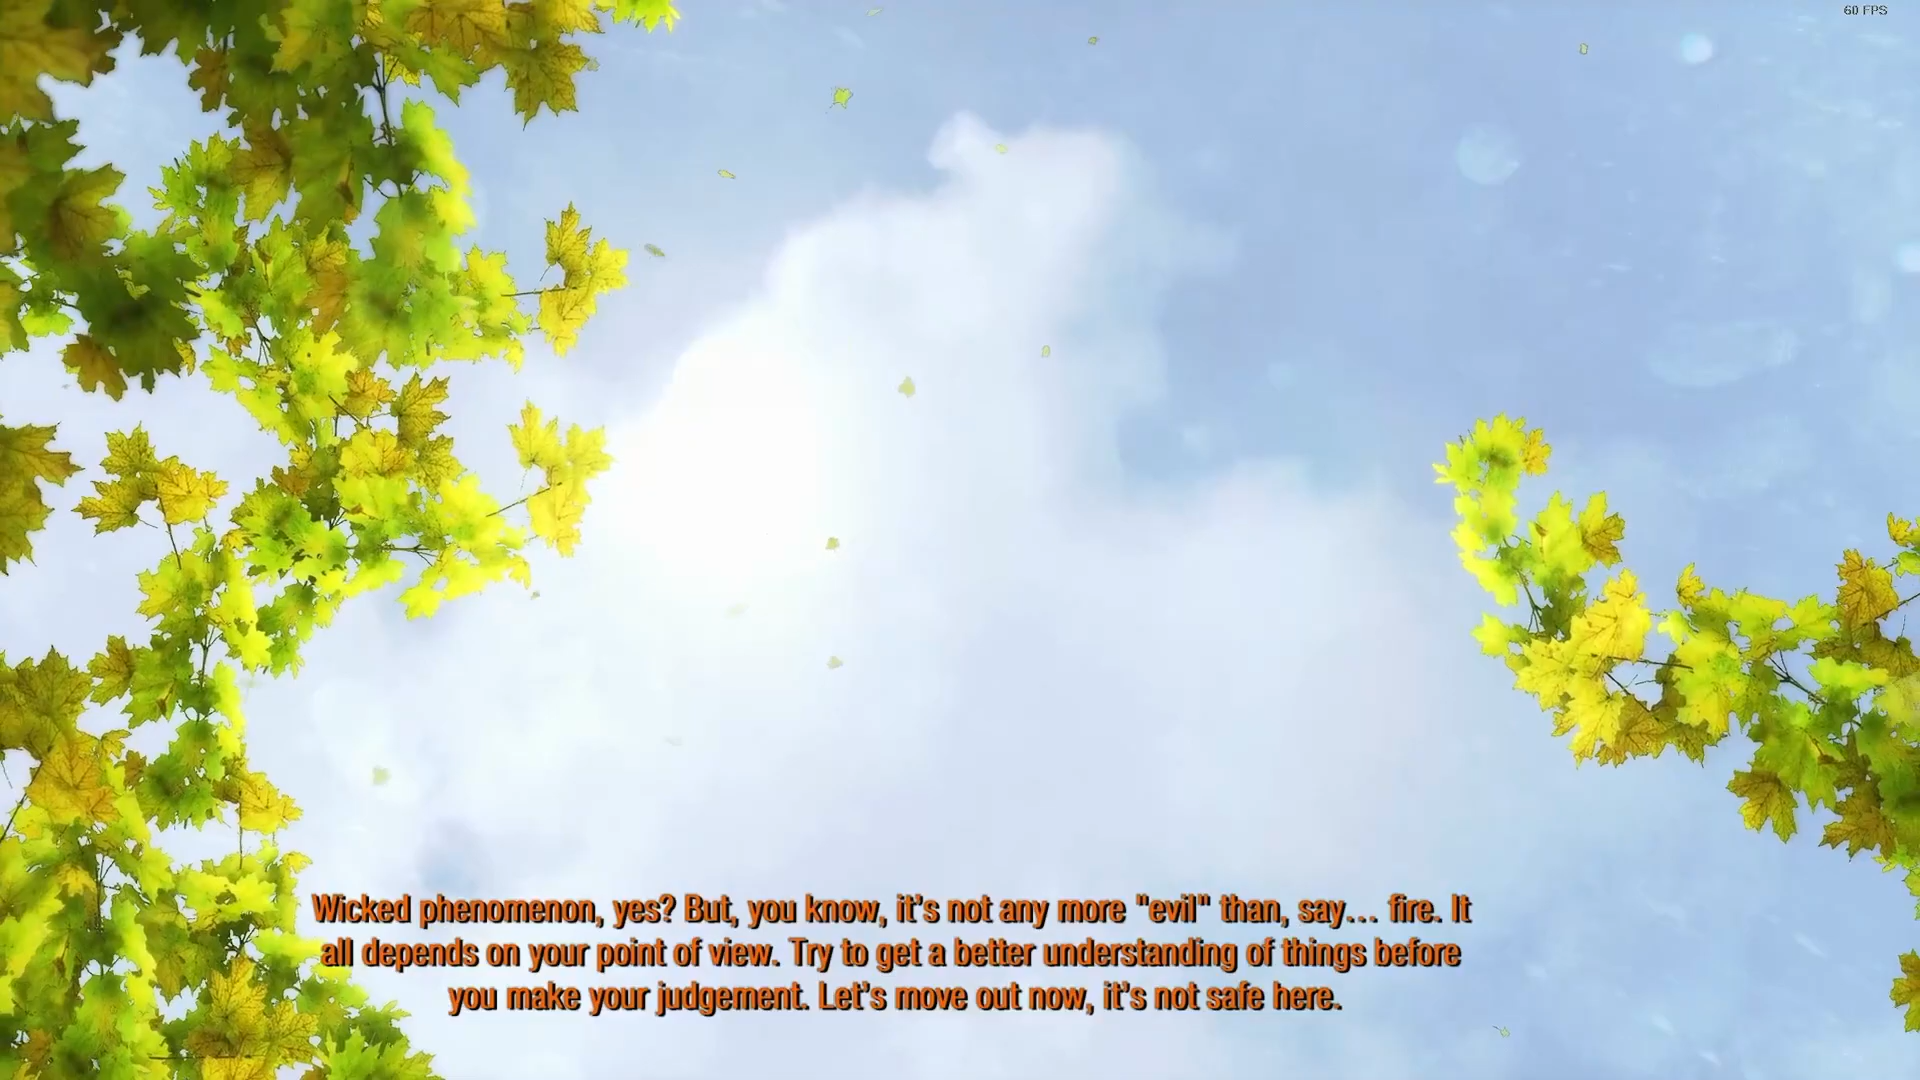 60 FPS
Wicked phenomenon, yes? But, you know, it's not any more "evil" than, say... fire. It
all depends on your point of view. Try to get a better understanding of things before
you make your judgement. Let's move out now, it's not safe here.